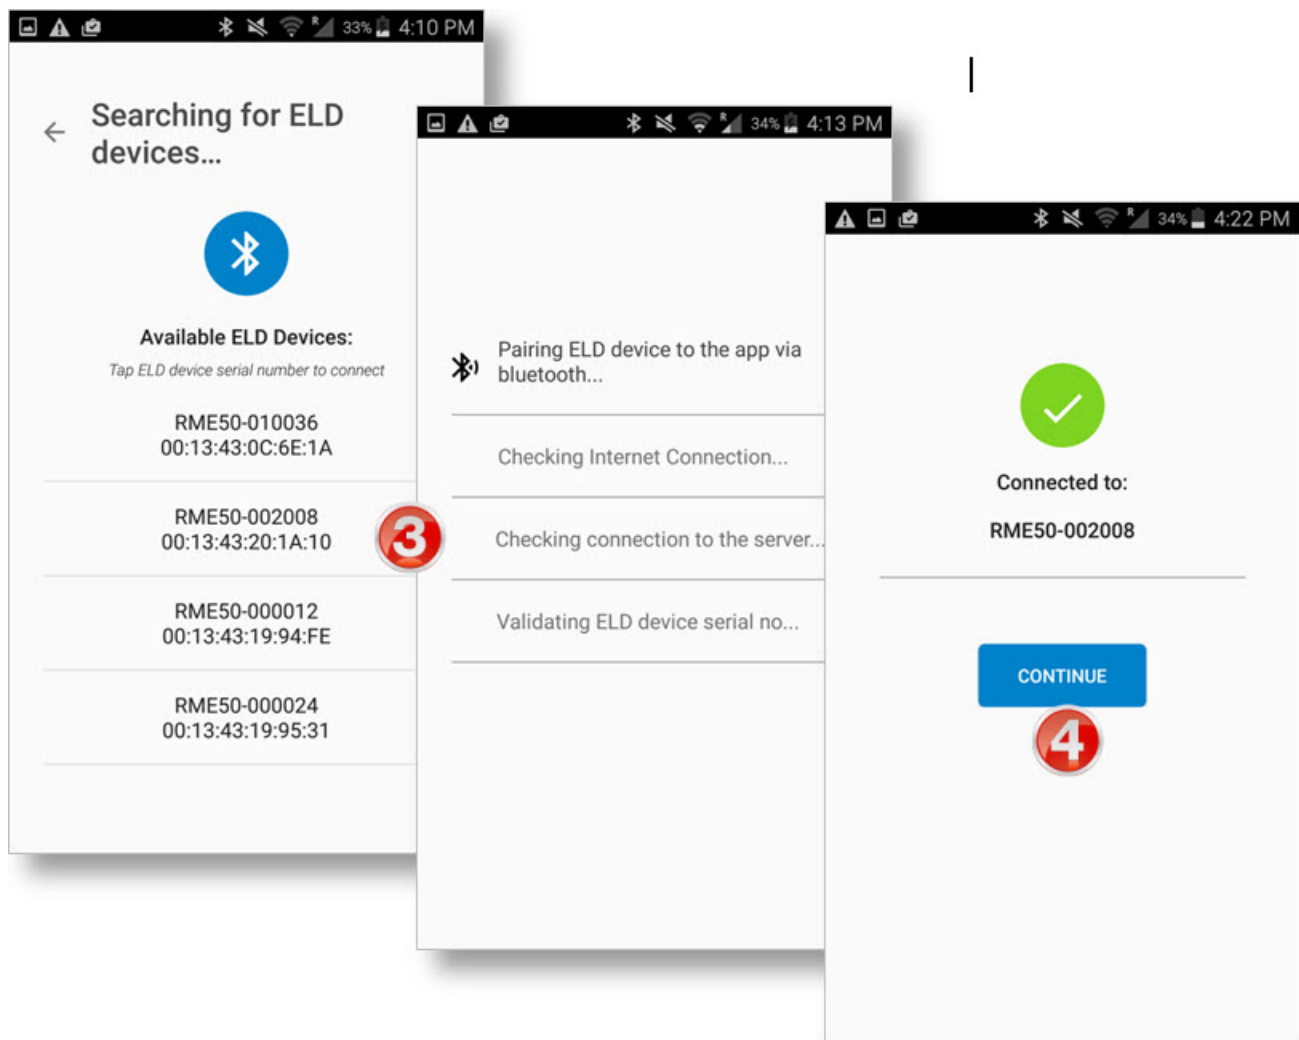 33% 4:10 PM
Searching for ELD
devices...
Available ELD Devices:
Tap ELD device serial number to connect
RME50-010036
00:13:43:0C:6E:1A
RME50-002008
00:13:43:20:1A:10
RME50-000012
00:13:43:19:94:FE
RME50-000024
00:13:43:19:95:31
3
R 34% 4:13 PM
Pairing ELD device to the app via
bluetooth...
Checking Internet Connection...
Checking connection to the server...
Validating ELD device serial no...
R 34% 4:22 PM
Connected to:
RME50-002008
CONTINUE
4